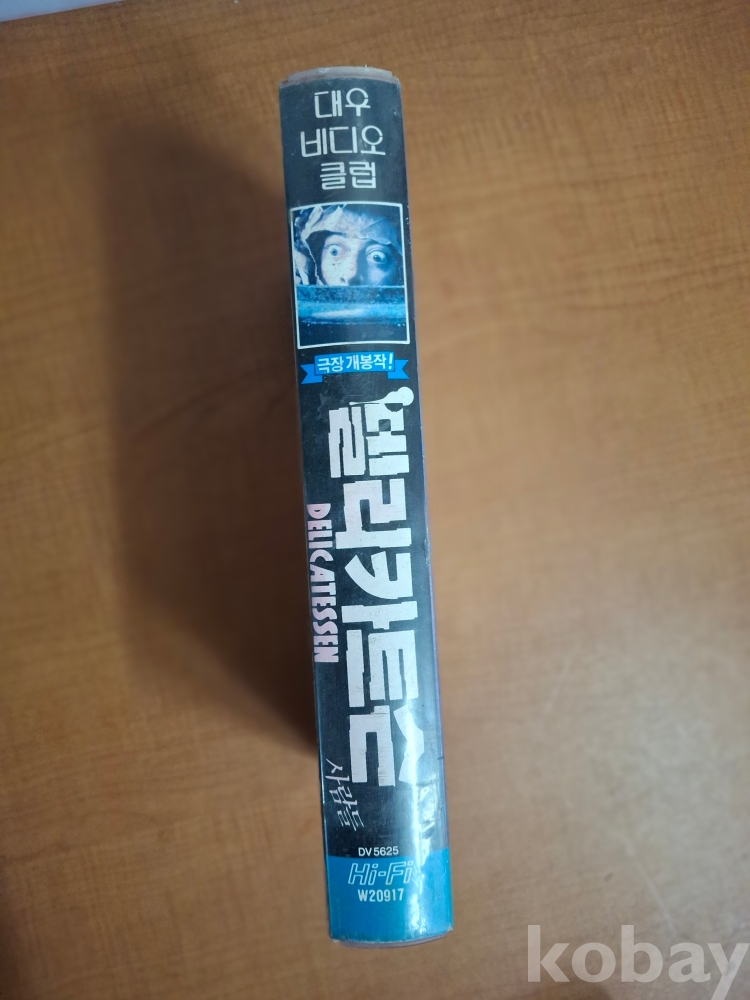 대우
비디오
클럽
극장 개봉작!
델리카트슨
DELICATESSEN
사람들
DV 5625
Hi-Fi
W20917
kobay